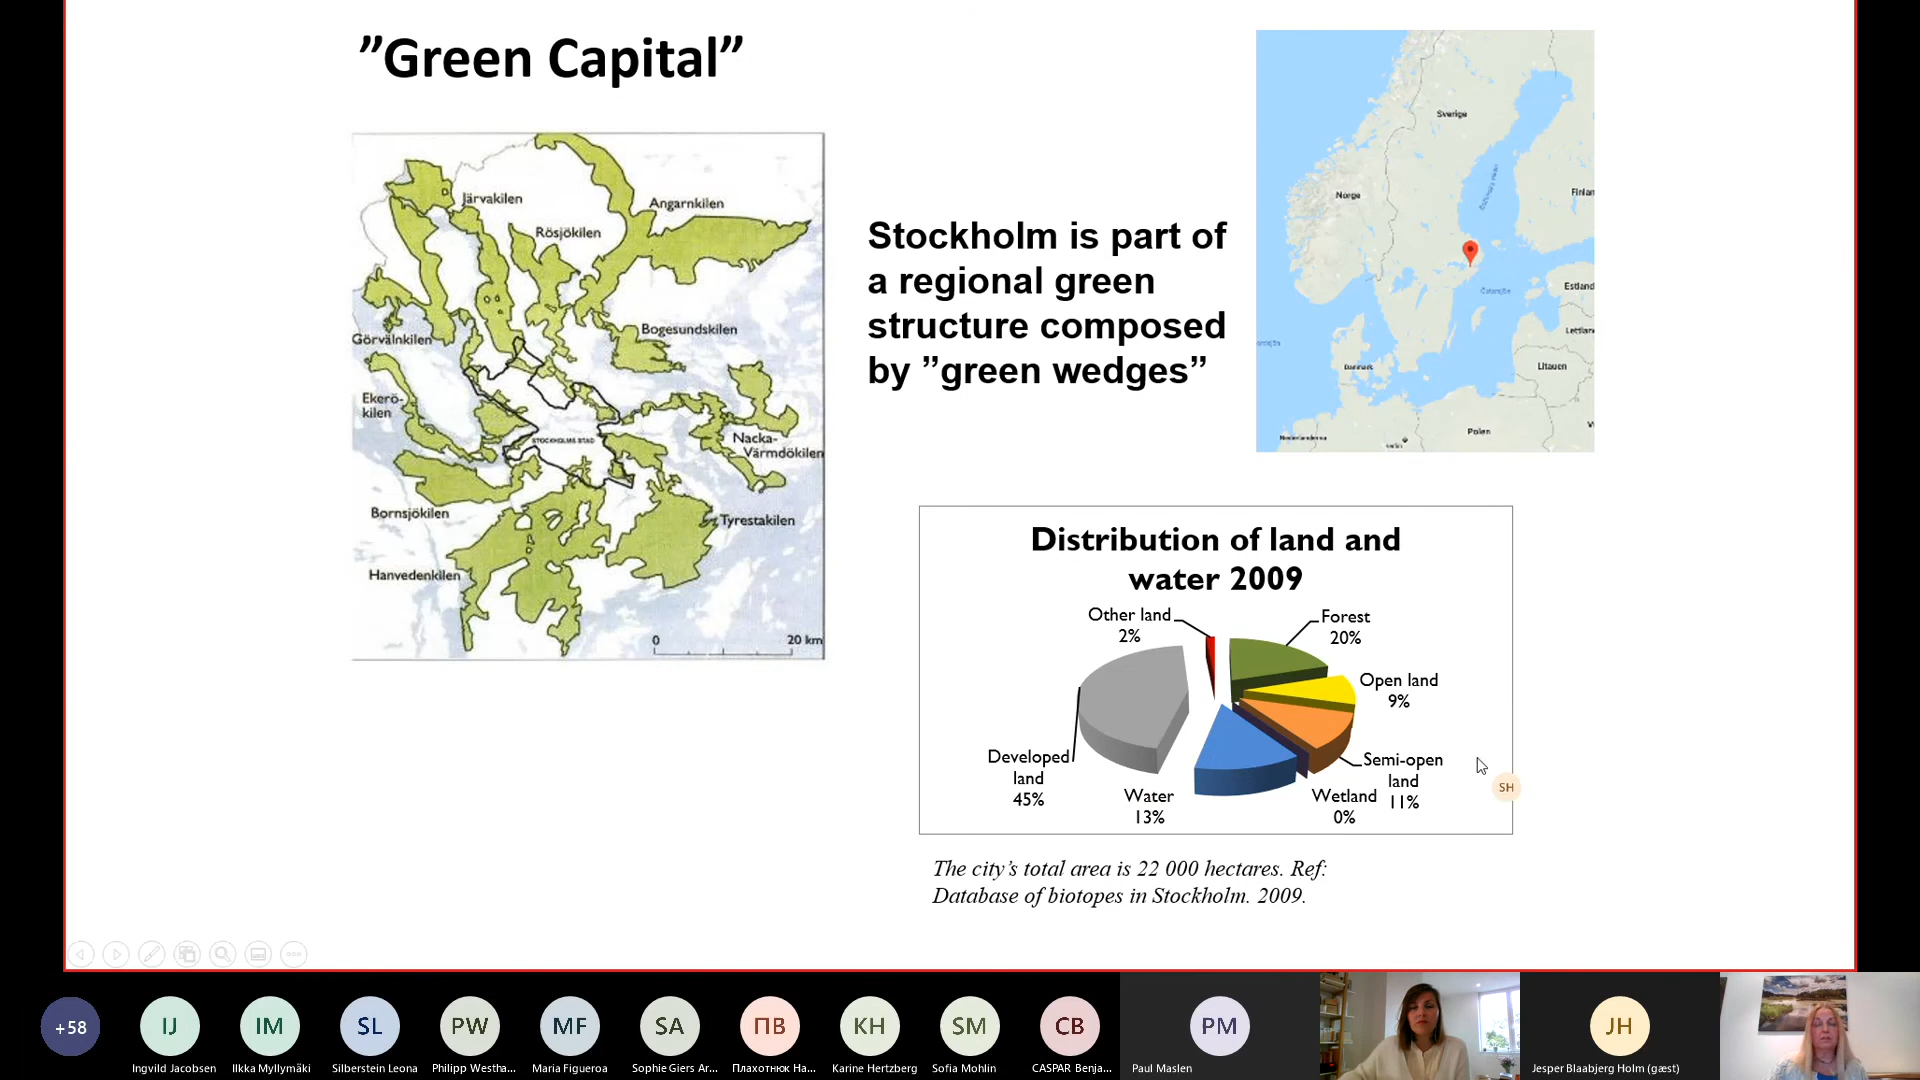 ”Green Capital”
Järvakilen
Angarnkilen
Rösjökilen
Bogesundskilen
Görvälnkilen
Ekerö-
kilen
STOCKHOLMS STAD
Nacka-
Värmdökilen
Bornsjökilen
Tyrestakilen
Hanvedenkilen
0 20 km
Stockholm is part of
a regional green
structure composed
by ”green wedges”
Sverige
Norge
Finlan
Östersjön
Estland
Lettlan
Danmark
Litauen
Polen
Nederländerna
Berlin
Distribution of land and
water 2009
Other land
2%
Forest
20%
Open land
9%
Developed
land
45%
Semi-open
land
11%
Water
13%
Wetland
0%
SH
The city’s total area is 22 000 hectares. Ref:
Database of biotopes in Stockholm. 2009.
+58
IJ
IM
SL
PW
MF
SA
ПВ
KH
SM
CB
PM
JH
Ingvild Jacobsen
Ilkka Myllymäki
Silberstein Leona
Philipp Westha...
Maria Figueroa
Sophie Giers Ar...
Плахотнюк На...
Karine Hertzberg
Sofia Mohlin
CASPAR Benja...
Paul Maslen
Jesper Blaabjerg Holm (gæst)